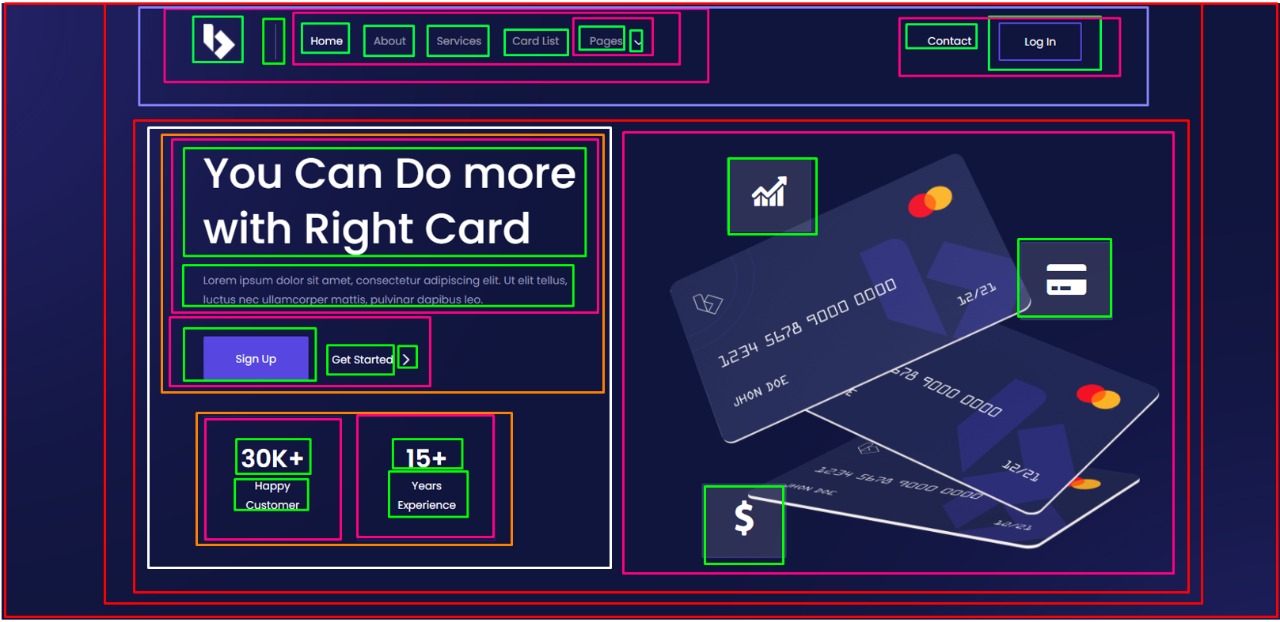 Home
About
Services
Card List
Pages
Contact
Log In
You Can Do more
with Right Card
Lorem ipsum dolor sit amet, consectetur adipiscing elit. Ut elit tellus,
luctus nec ullamcorper mattis, pulvinar dapibus leo.
Sign Up
Get Started
30K+
Happy
Customer
15+
Years
Experience
1234 5678 9000 0000
12/21
JHON DOE
78 9000 0000
12/21
1234 5678 9000 0000
JHON DOE
12/21
$